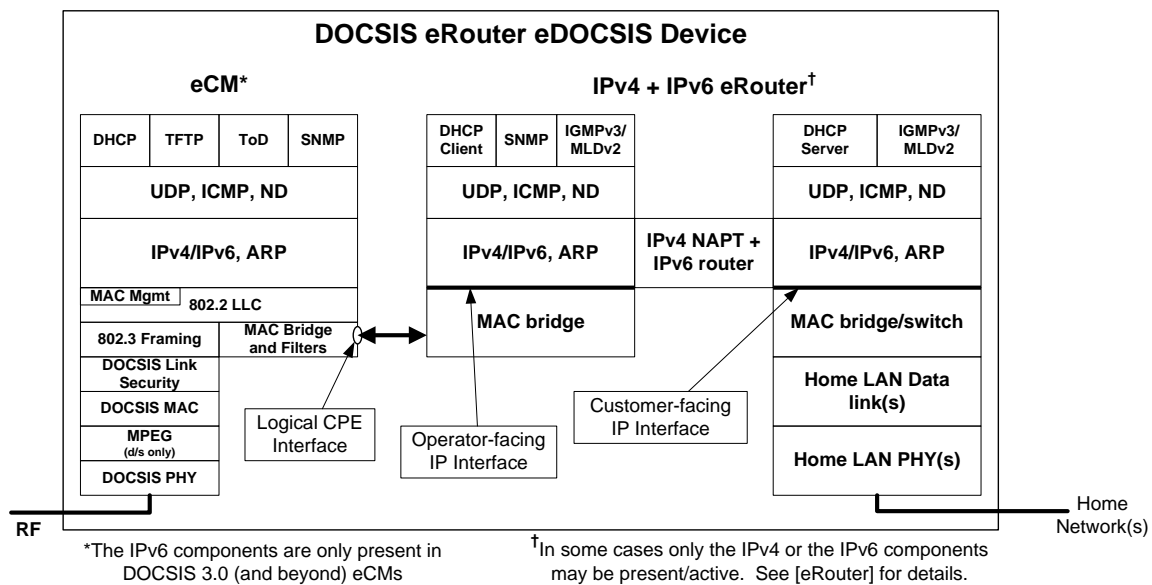 DOCSIS eRouter eDOCSIS Device
eCM*
IPv4 + IPv6 eRouter†
DHCP
TFTP
ToD
SNMP
UDP, ICMP, ND
IPv4/IPv6, ARP
MAC Mgmt
802.2 LLC
802.3 Framing
MAC Bridge
and Filters
DOCSIS Link
Security
DOCSIS MAC
MPEG
(d/s only)
DOCSIS PHY
DHCP
Client
SNMP
IGMPv3/
MLDv2
UDP, ICMP, ND
IPv4/IPv6, ARP
MAC bridge
IPv4 NAPT +
IPv6 router
DHCP
Server
IGMPv3/
MLDv2
UDP, ICMP, ND
IPv4/IPv6, ARP
MAC bridge/switch
Home LAN Data
link(s)
Home LAN PHY(s)
Logical CPE
Interface
Operator-facing
IP Interface
Customer-facing
IP Interface
RF
Home
Network(s)
*The IPv6 components are only present in
DOCSIS 3.0 (and beyond) eCMs
†In some cases only the IPv4 or the IPv6 components
may be present/active. See [eRouter] for details.